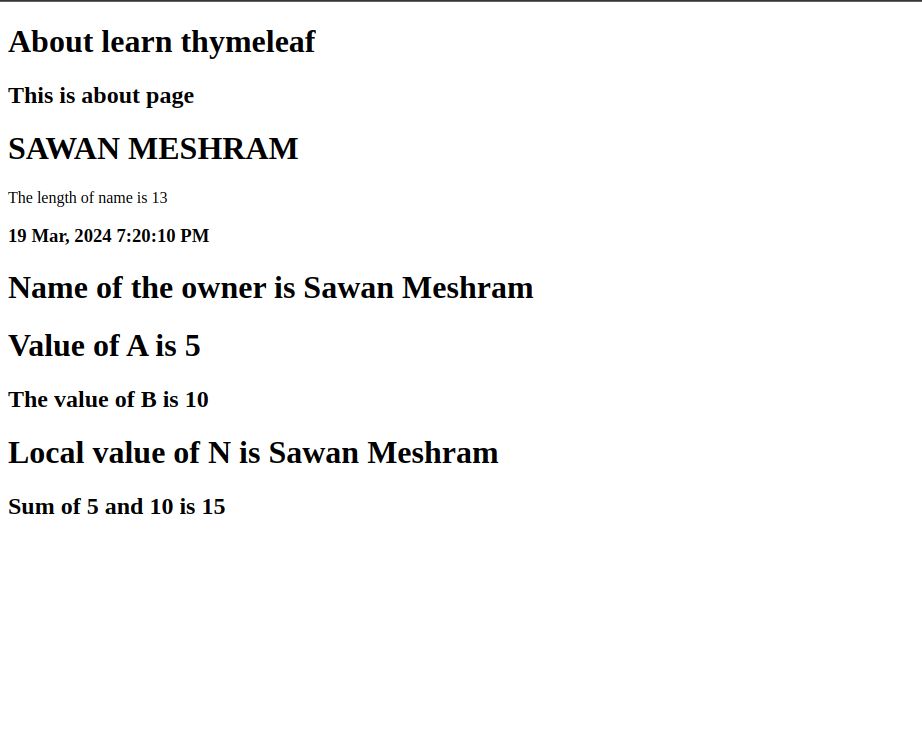 About learn thymeleaf
This is about page
SAWAN MESHRAM
The length of name is 13
19 Mar, 2024 7:20:10 PM
Name of the owner is Sawan Meshram
Value of A is 5
The value of B is 10
Local value of N is Sawan Meshram
Sum of 5 and 10 is 15